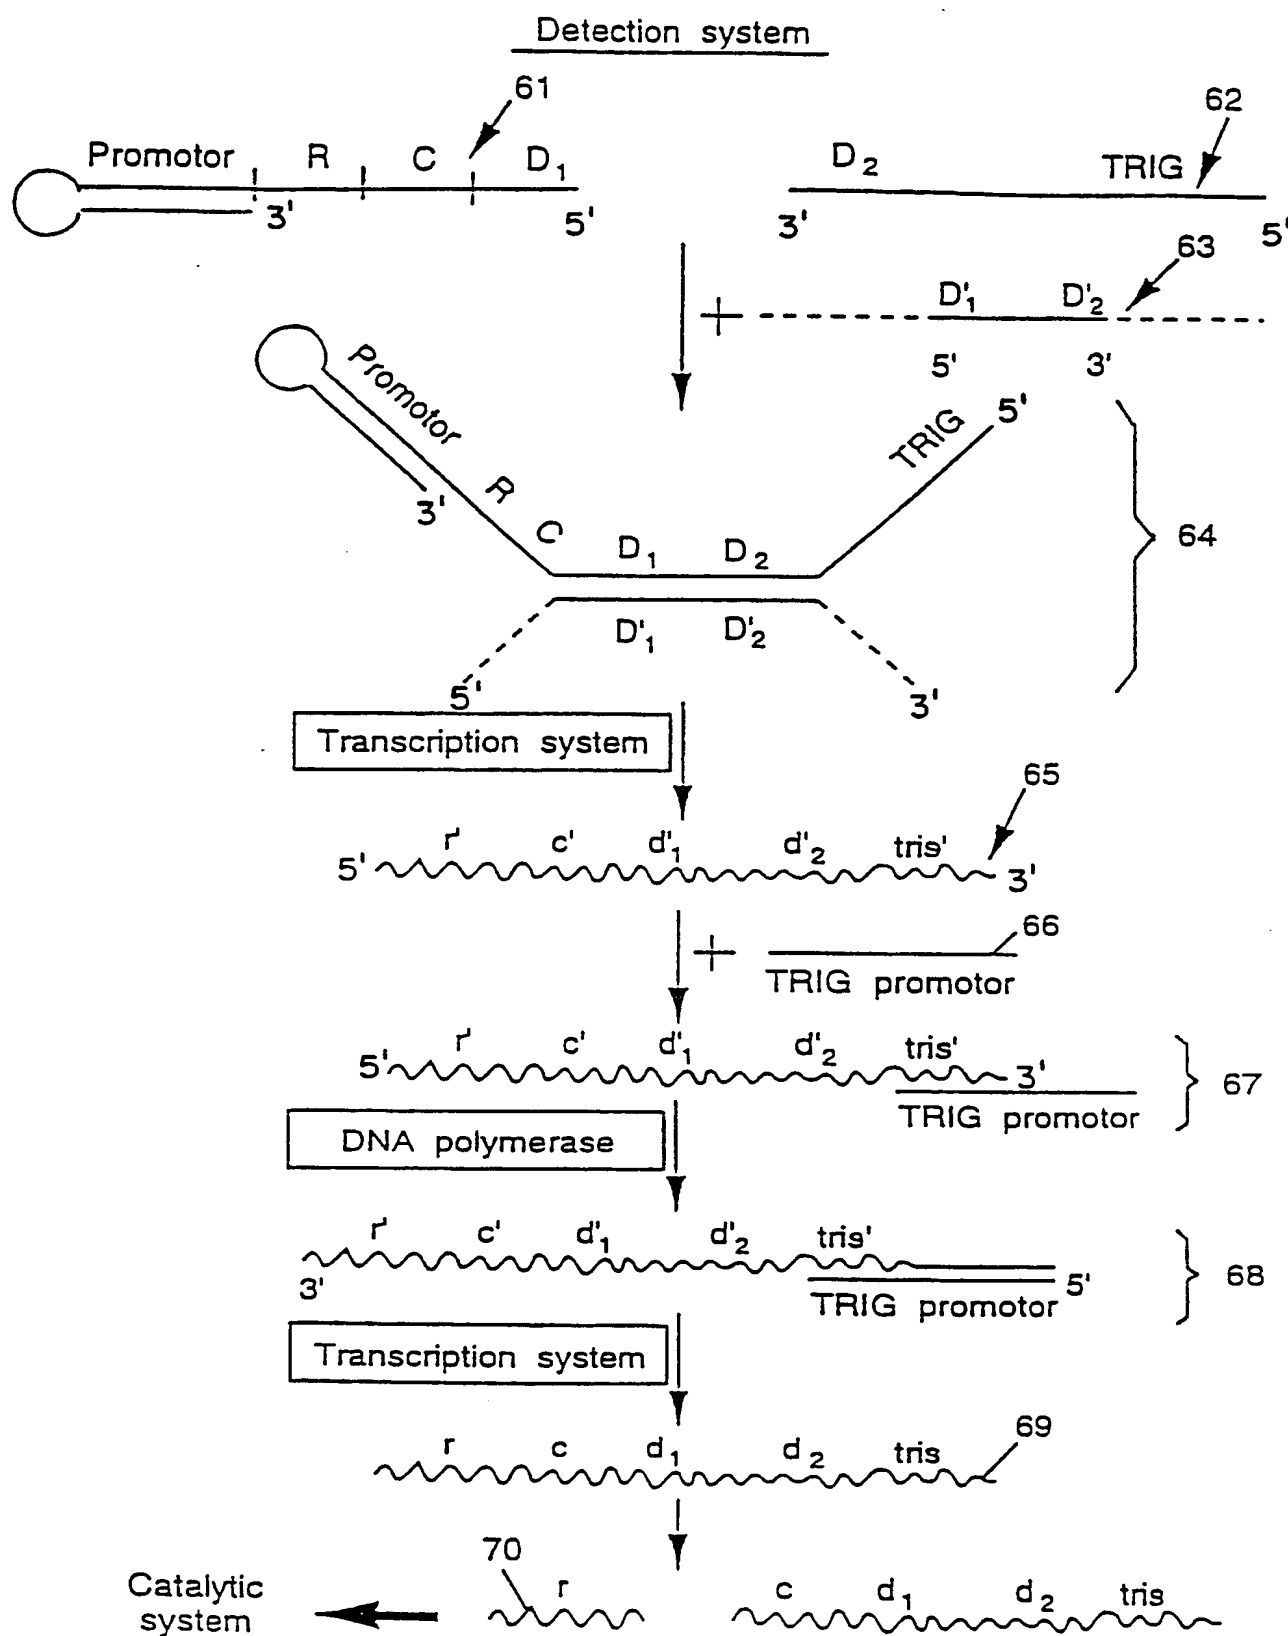 Detection system
61
62
Promotor R C D1
D2 TRIG
3' 5' 3' 5'
63
D'1 D'2
5' 3'
Promotor R C
3'
TRIG 5'
D1 D2
64
D'1 D'2
5' 3'
Transcription system
65
r' c' d'1 d'2 tris'
5' 3'
66
TRIG promotor
r' c' d'1 d'2 tris'
5' 3'
TRIG promotor
67
DNA polymerase
r' c' d'1 d'2 tris'
3' 5'
TRIG promotor
68
Transcription system
69
r c d1 d2 tris
70
Catalytic system
r c d1 d2 tris